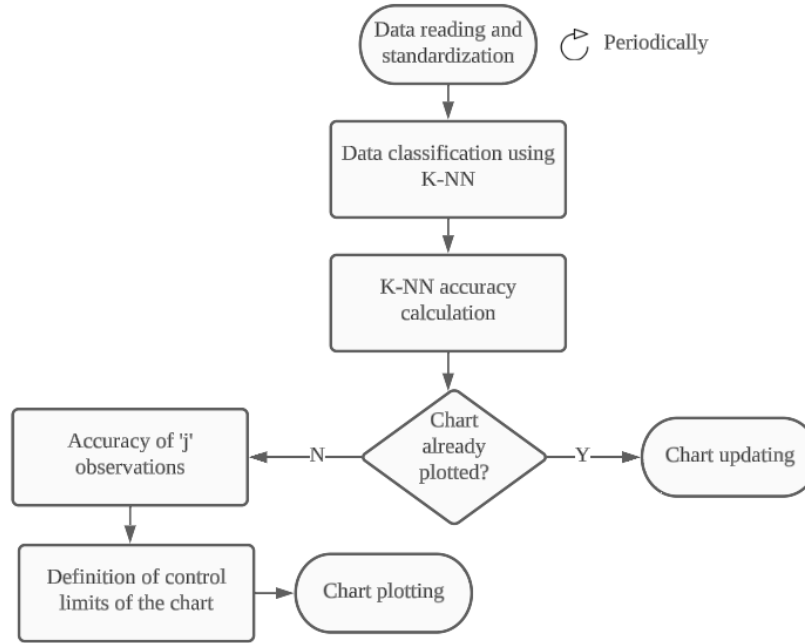 Data reading and
standardization
Periodically
Data classification using
K-NN
K-NN accuracy
calculation
Chart
already
plotted?
N
Y
Accuracy of 'j'
observations
Chart updating
Definition of control
limits of the chart
Chart plotting